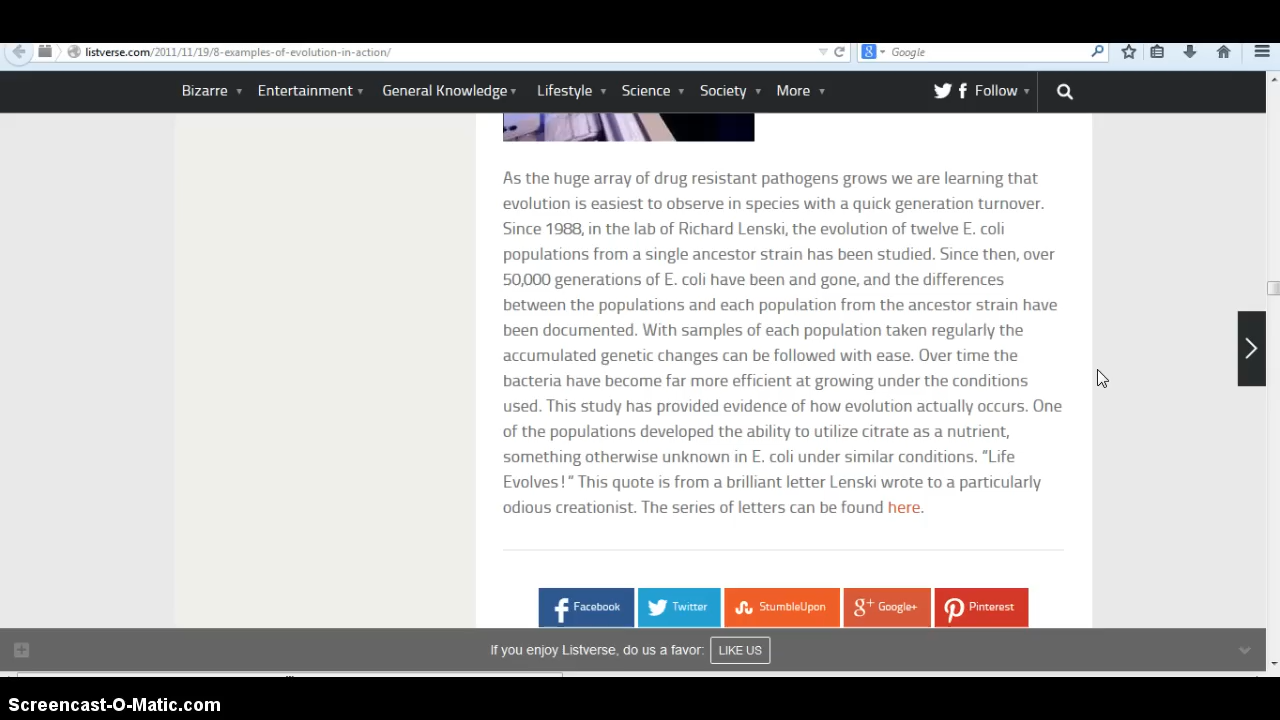 listverse.com/2011/11/19/8-examples-of-evolution-in-action/
Google
Bizarre Entertainment General Knowledge Lifestyle Science Society More Follow
As the huge array of drug resistant pathogens grows we are learning that
evolution is easiest to observe in species with a quick generation turnover.
Since 1988, in the lab of Richard Lenski, the evolution of twelve E. coli
populations from a single ancestor strain has been studied. Since then, over
50,000 generations of E. coli have been and gone, and the differences
between the populations and each population from the ancestor strain have
been documented. With samples of each population taken regularly the
accumulated genetic changes can be followed with ease. Over time the
bacteria have become far more efficient at growing under the conditions
used. This study has provided evidence of how evolution actually occurs. One
of the populations developed the ability to utilize citrate as a nutrient,
something otherwise unknown in E. coli under similar conditions. “Life
Evolves!” This quote is from a brilliant letter Lenski wrote to a particularly
odious creationist. The series of letters can be found here.
Facebook Twitter StumbleUpon Google+ Pinterest
If you enjoy Listverse, do us a favor: LIKE US
Screencast-O-Matic.com